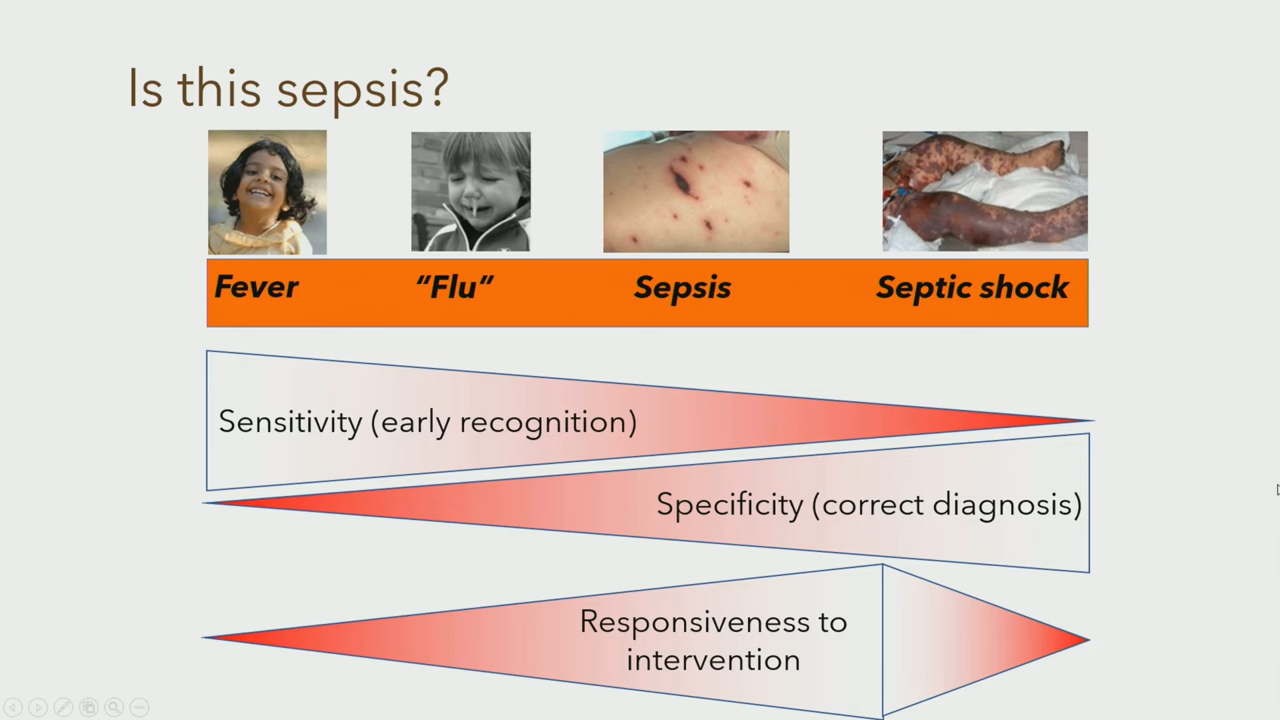 Is this sepsis?
Fever “Flu” Sepsis Septic shock
Sensitivity (early recognition)
Specificity (correct diagnosis)
Responsiveness to
intervention